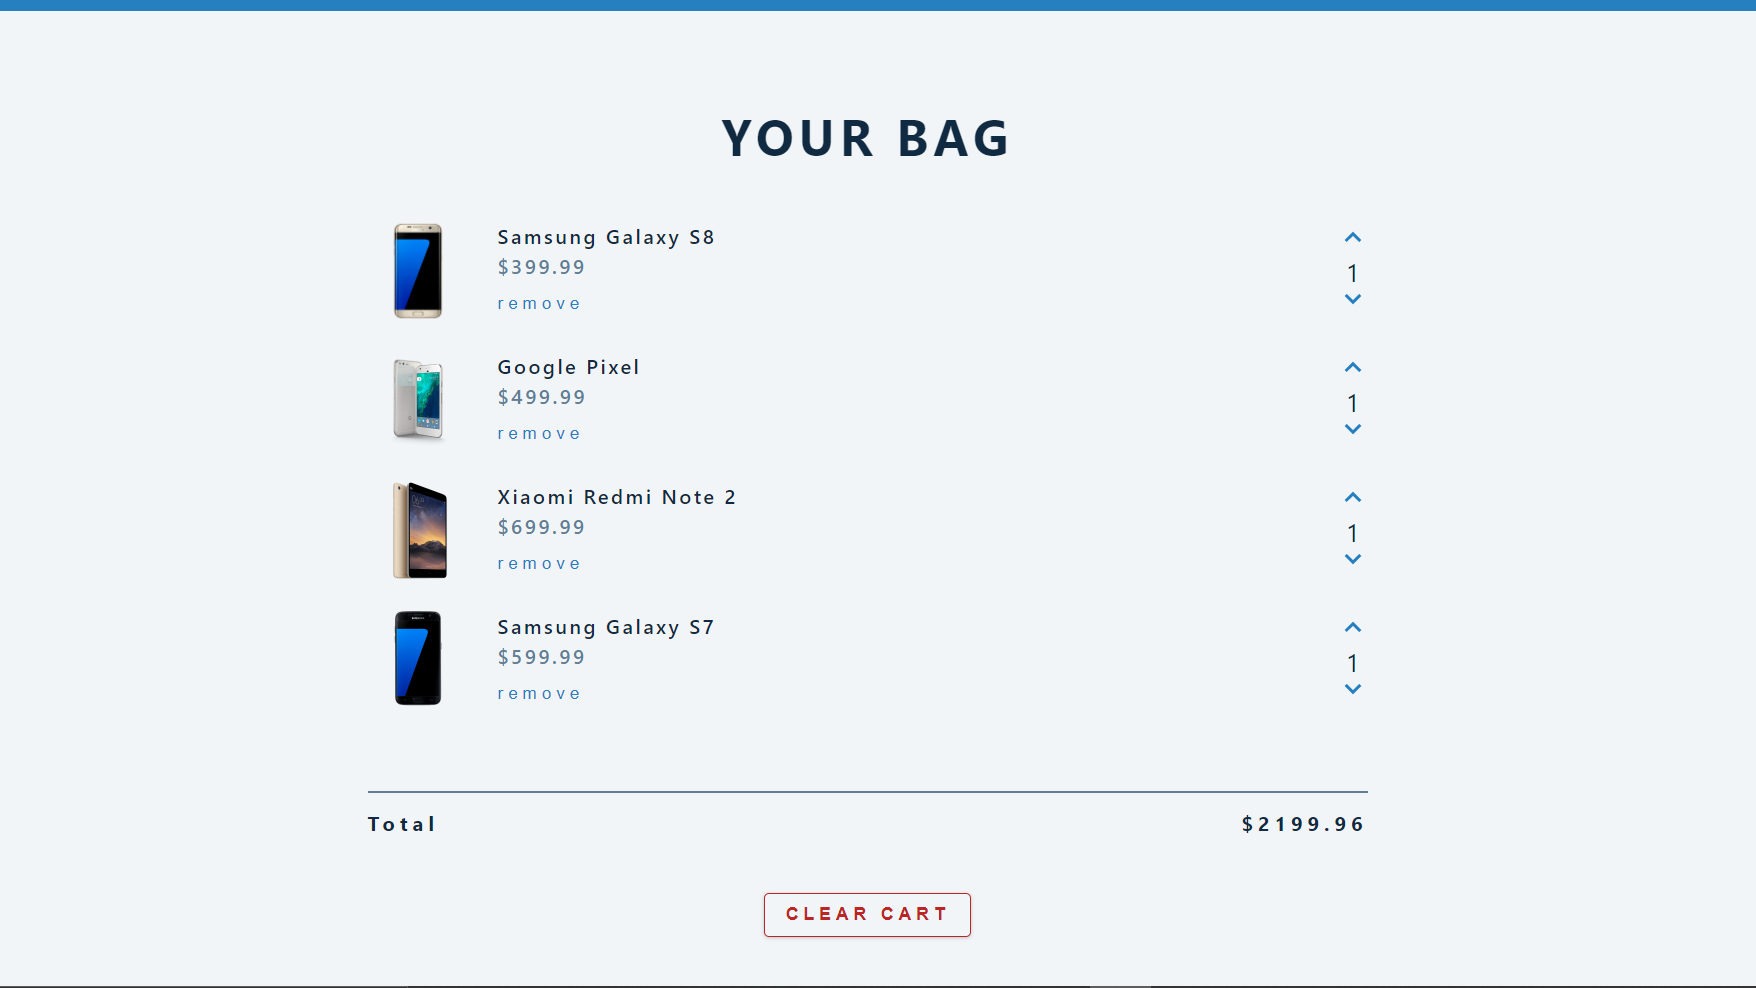 YOUR BAG
Samsung Galaxy S8
$399.99
remove
1
Google Pixel
$499.99
remove
1
Xiaomi Redmi Note 2
$699.99
remove
1
Samsung Galaxy S7
$599.99
remove
1
Total $2199.96
CLEAR CART